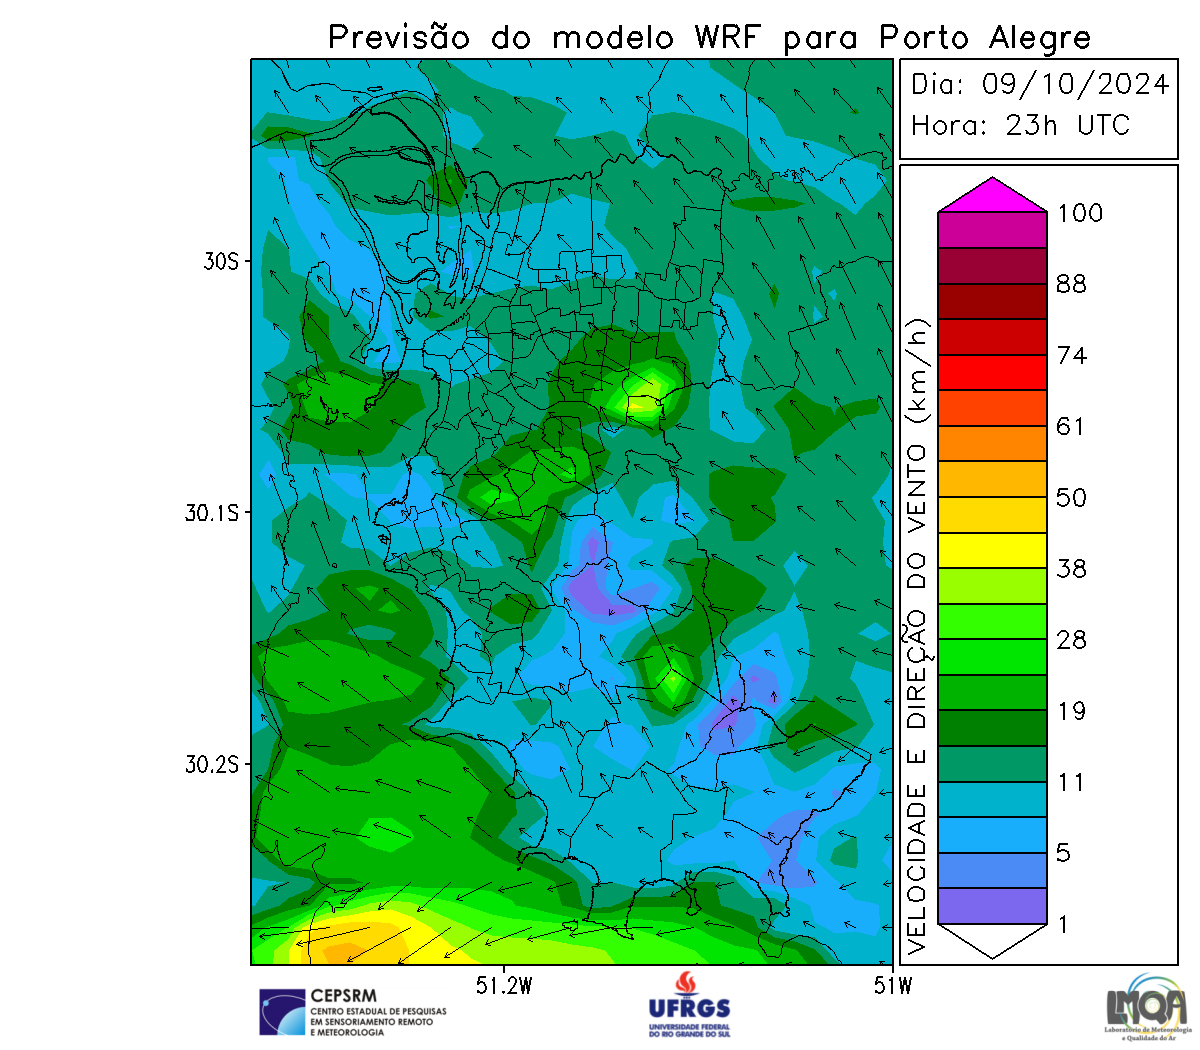 Previsão do modelo WRF para Porto Alegre
Dia: 09/10/2024
Hora: 23h UTC
VELOCIDADE E DIREÇÃO DO VENTO (km/h)
100
88
74
61
50
38
28
19
11
5
1
30S
30.1S
30.2S
51.2W
51W
CEPSRM
CENTRO ESTADUAL DE PESQUISAS
EM SENSORIAMENTO REMOTO
E METEOROLOGIA
UFRGS
UNIVERSIDADE FEDERAL
DO RIO GRANDE DO SUL
LMQA
Laboratório de Meteorologia
e Qualidade do Ar